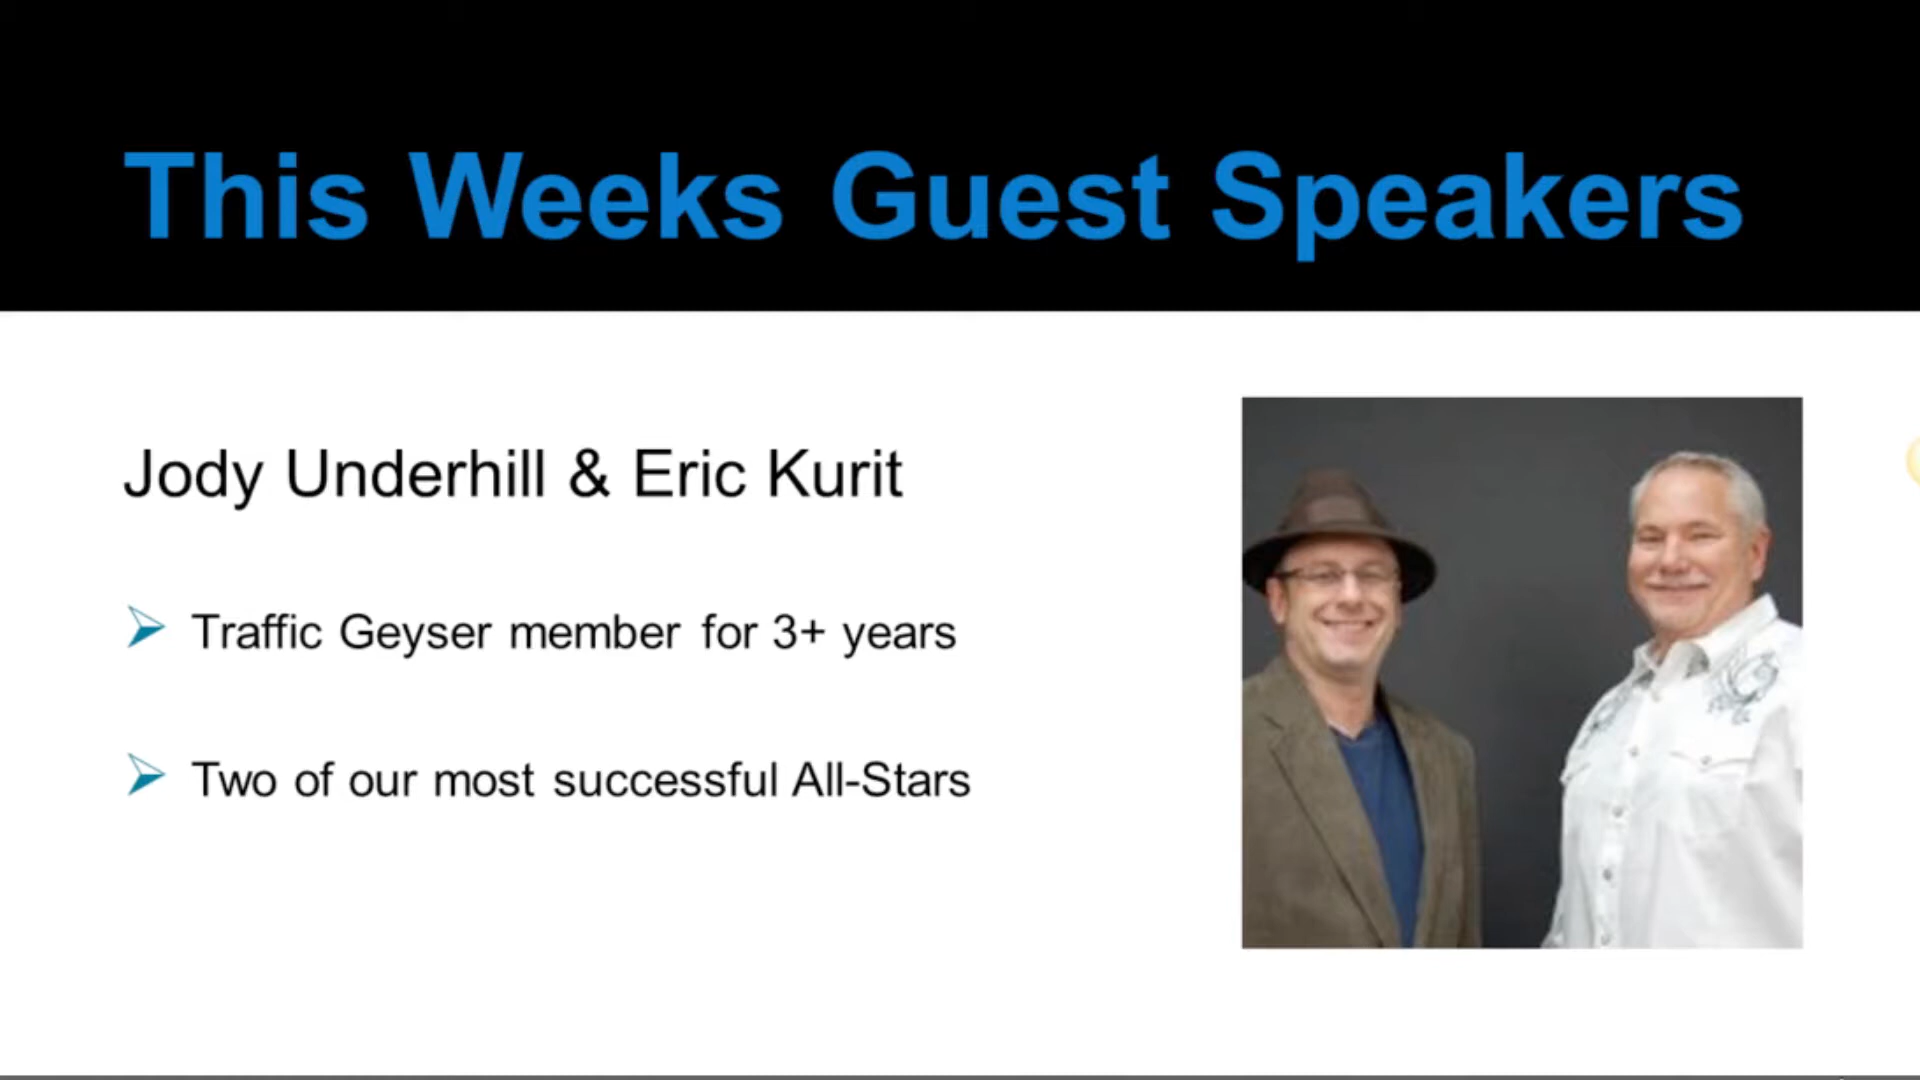 This Weeks Guest Speakers
Jody Underhill & Eric Kurit
Traffic Geyser member for 3+ years
Two of our most successful All-Stars